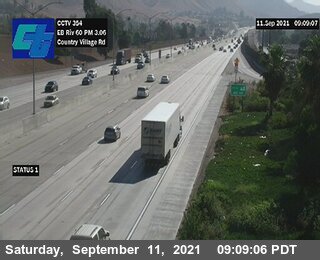 CCTV 354
EB Riv 60 PM 3.06
Country Village Rd
11 Sep 2021 09:09:07
STATUS 1
Saturday, September 11, 2021 09:09:06 PDT